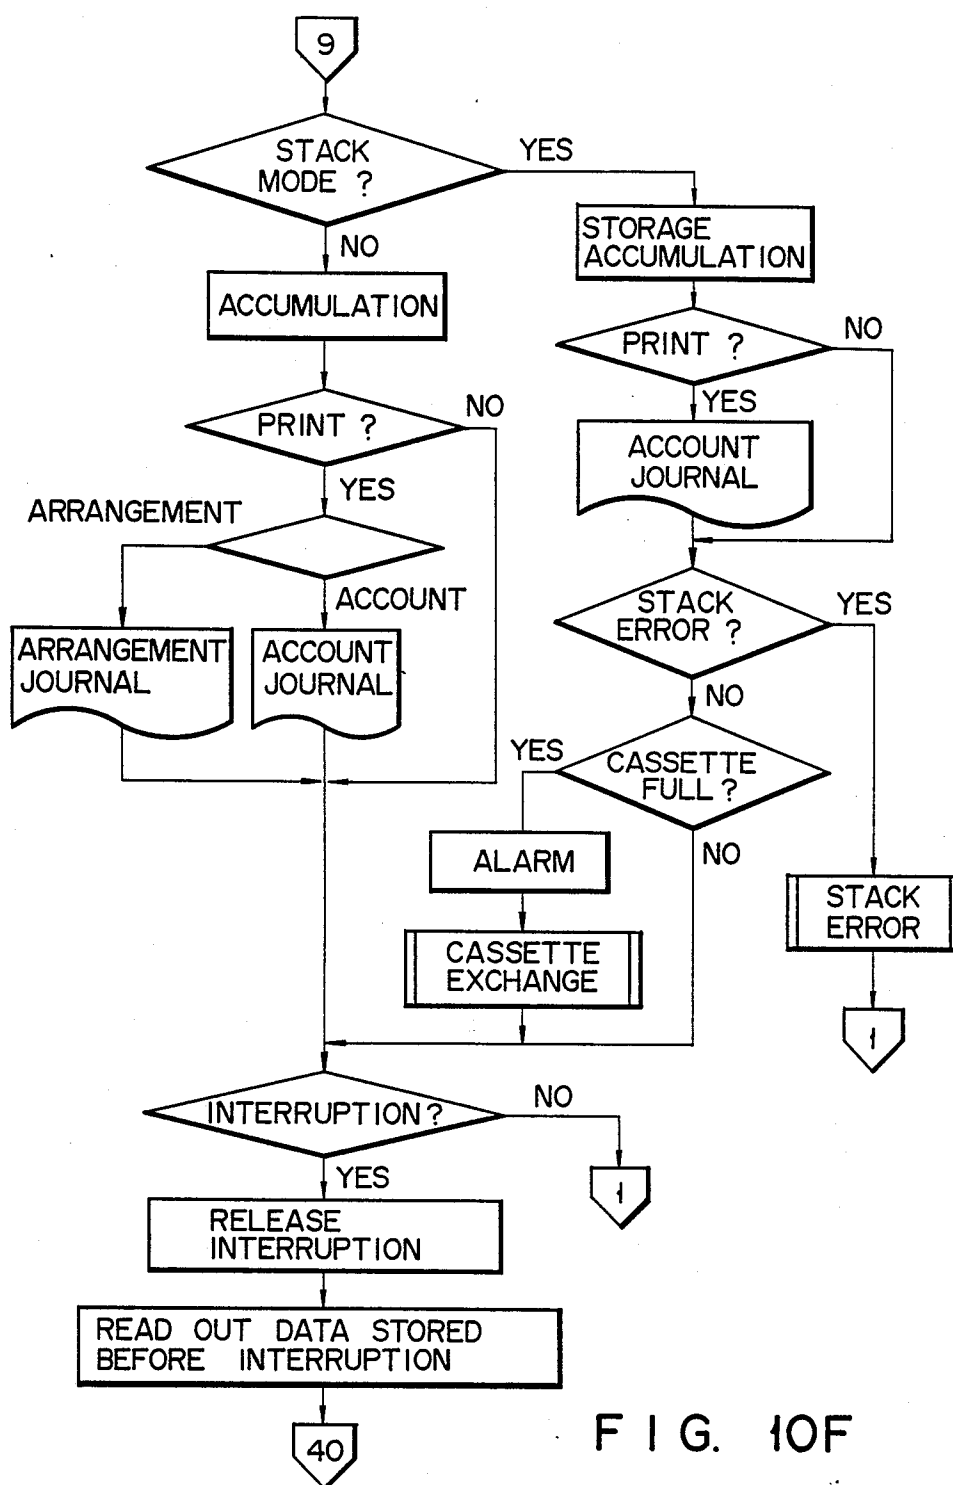 9
STACK
MODE ?
YES
NO
STORAGE
ACCUMULATION
ACCUMULATION
PRINT ?
NO
YES
ACCOUNT
JOURNAL
PRINT ?
NO
YES
ARRANGEMENT
ACCOUNT
ARRANGEMENT
JOURNAL
ACCOUNT
JOURNAL
STACK
ERROR ?
YES
NO
CASSETTE
FULL ?
YES
NO
ALARM
CASSETTE
EXCHANGE
STACK
ERROR
1
INTERRUPTION?
NO
1
YES
RELEASE
INTERRUPTION
READ OUT DATA STORED
BEFORE INTERRUPTION
40
FIG. 10F